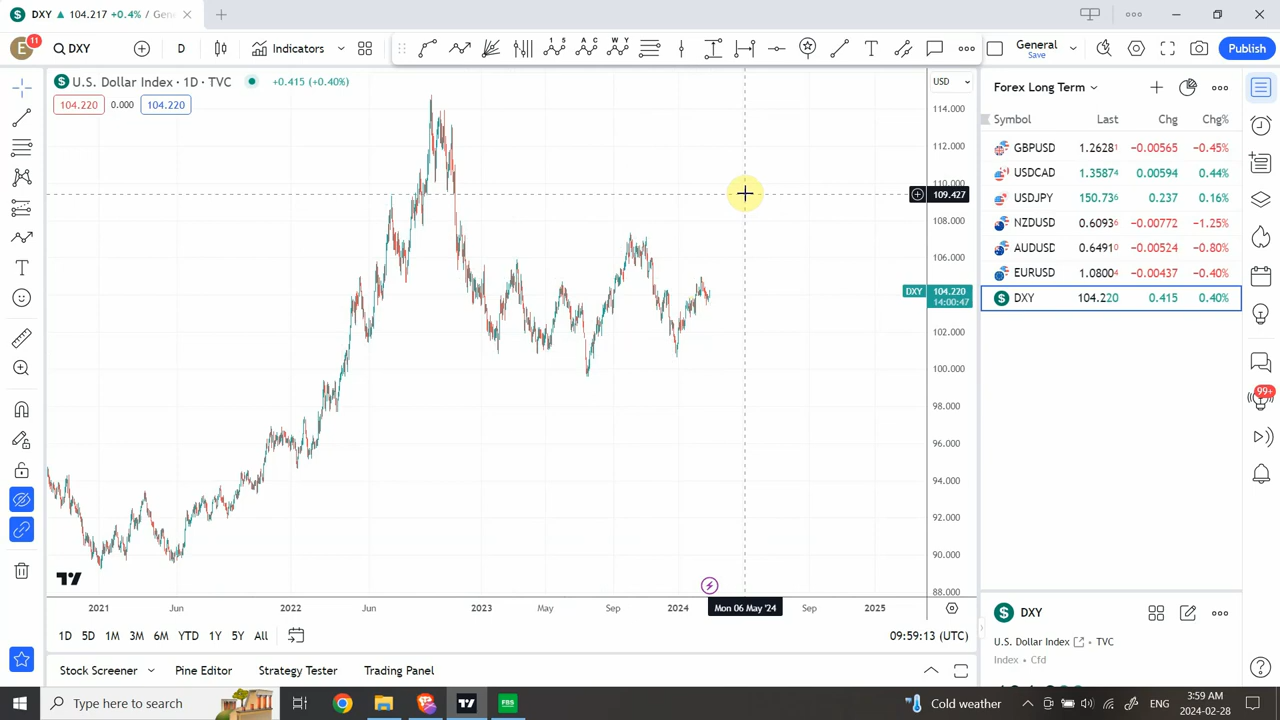 DXY ▲ 104.217 +0.4% / Gene
E 11 DXY D Indicators General Save Publish
U.S. Dollar Index · 1D · TVC +0.415 (+0.40%)
104.220 0.000 104.220
USD
114.000
112.000
110.000
109.427
108.000
106.000
DXY 104.220
14:00:47
102.000
100.000
98.000
96.000
94.000
92.000
90.000
88.000
2021 Jun 2022 Jun 2023 May Sep 2024 Mon 06 May '24 Sep 2025
1D 5D 1M 3M 6M YTD 1Y 5Y All 09:59:13 (UTC)
Stock Screener Pine Editor Strategy Tester Trading Panel
Forex Long Term
Symbol Last Chg Chg%
GBPUSD 1.26281 -0.00565 -0.45%
USDCAD 1.35874 0.00594 0.44%
USDJPY 150.736 0.237 0.16%
NZDUSD 0.60936 -0.00772 -1.25%
AUDUSD 0.64910 -0.00524 -0.80%
EURUSD 1.08004 -0.00437 -0.40%
DXY 104.220 0.415 0.40%
99+
DXY
U.S. Dollar Index • TVC
Index • Cfd
Type here to search
FBS
Cold weather
ENG
3:59 AM
2024-02-28